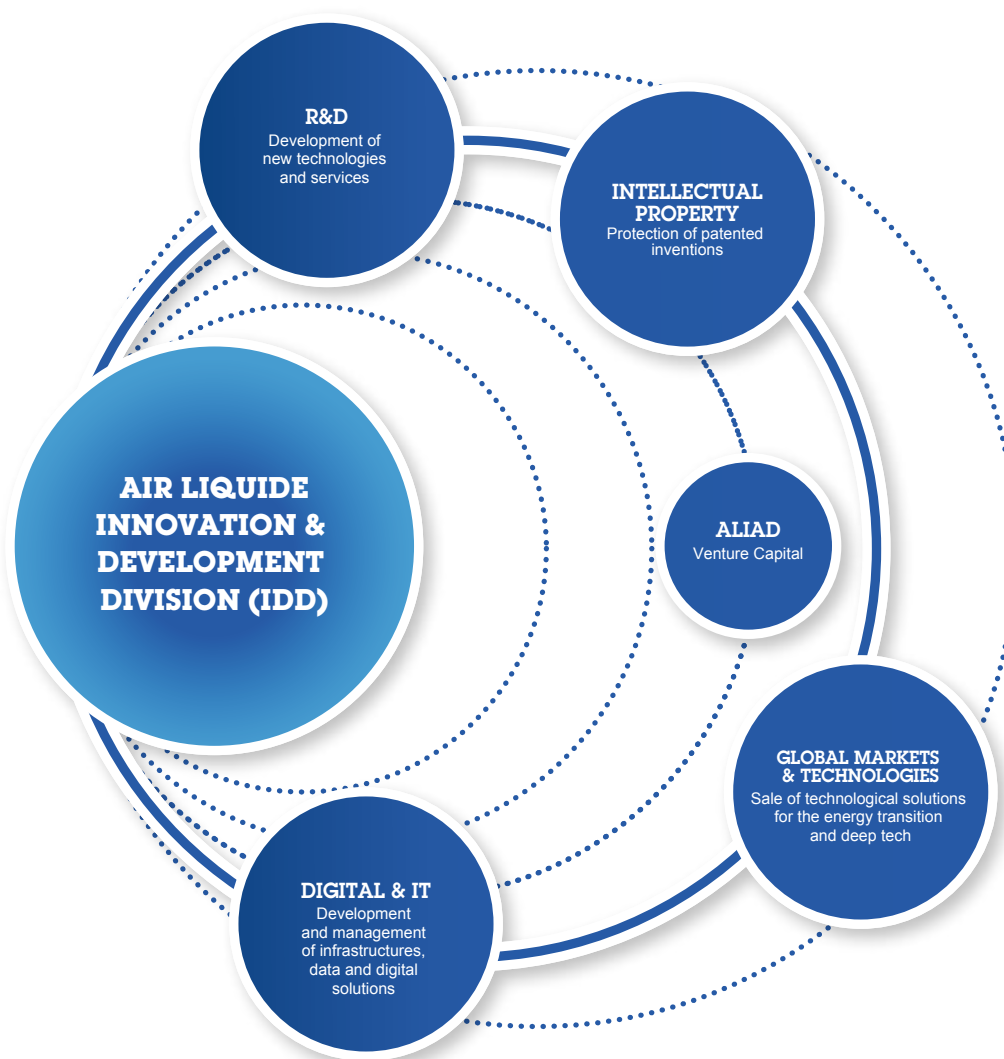 R&D
Development of
new technologies
and services
INTELLECTUAL
PROPERTY
Protection of patented
inventions
AIR LIQUIDE
INNOVATION &
DEVELOPMENT
DIVISION (IDD)
ALIAD
Venture Capital
GLOBAL MARKETS
& TECHNOLOGIES
Sale of technological solutions
for the energy transition
and deep tech
DIGITAL & IT
Development
and management
of infrastructures,
data and digital
solutions